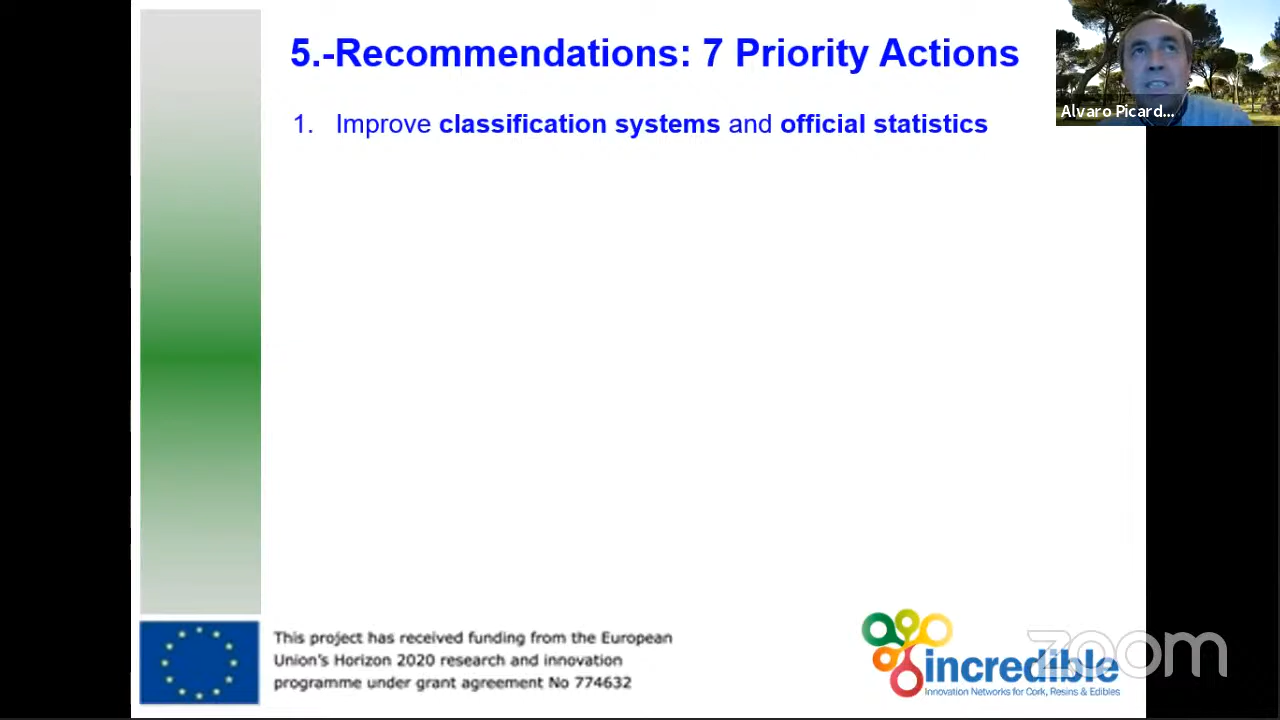 5.-Recommendations: 7 Priority Actions
Alvaro Picard...
1. Improve classification systems and official statistics
This project has received funding from the European
Union's Horizon 2020 research and innovation
programme under grant agreement No 774632
incredible
Innovation Networks for Cork, Resins & Edibles
zoom